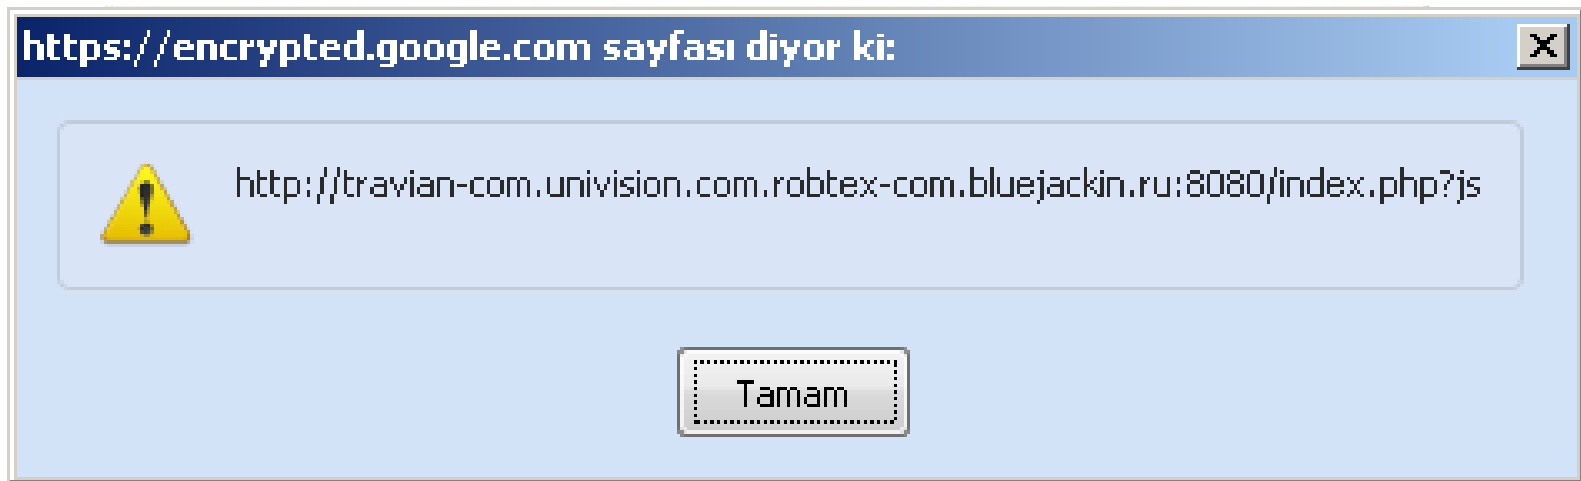 https://encrypted.google.com sayfası diyor ki:
http://travian-com.univision.com.robtex-com.bluejackin.ru:8080/index.php?js
Tamam